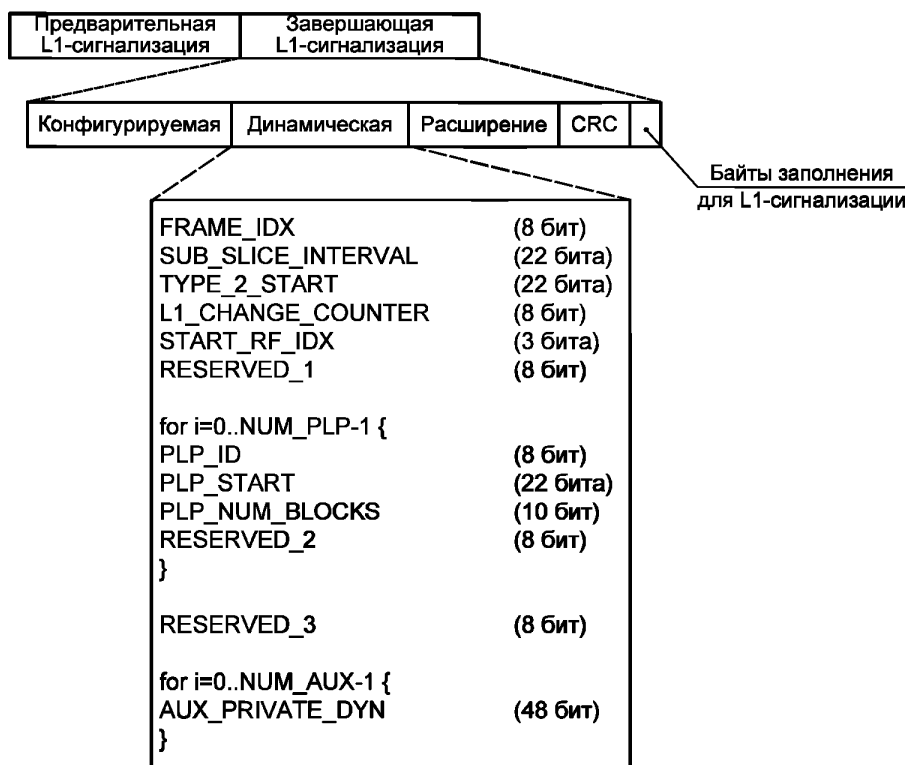 Предварительная L1-сигнализация
Завершающая L1-сигнализация
Конфигурируемая
Динамическая
Расширение
CRC
Байты заполнения
для L1-сигнализации
FRAME_IDX (8 бит)
SUB_SLICE_INTERVAL (22 бита)
TYPE_2_START (22 бита)
L1_CHANGE_COUNTER (8 бит)
START_RF_IDX (3 бита)
RESERVED_1 (8 бит)
for i=0..NUM_PLP-1 {
PLP_ID (8 бит)
PLP_START (22 бита)
PLP_NUM_BLOCKS (10 бит)
RESERVED_2 (8 бит)
}
RESERVED_3 (8 бит)
for i=0..NUM_AUX-1 {
AUX_PRIVATE_DYN (48 бит)
}